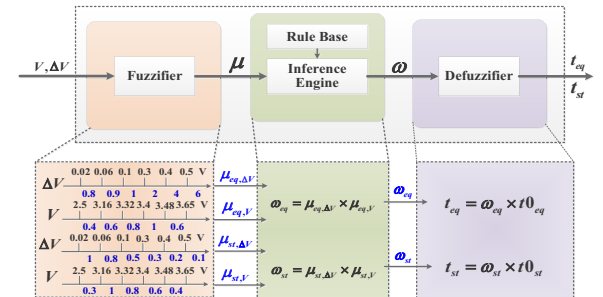 V, ΔV
Fuzzifier
μ
Rule Base
Inference
Engine
ω
Defuzzifier
t_eq
t_st
0.02 0.06 0.1 0.3 0.4 0.5 V
ΔV
0.8 0.9 1 2 4 6
2.5 3.16 3.32 3.4 3.48 3.65 V
V
0.4 0.6 0.8 1 0.6
0.02 0.06 0.1 0.3 0.4 0.5 V
ΔV
1 0.8 0.5 0.3 0.2 0.1
2.5 3.16 3.32 3.4 3.48 3.65 V
V
0.3 1 0.8 0.6 0.4
μ_eq,ΔV
μ_eq,V
μ_st,ΔV
μ_st,V
ω_eq = μ_eq,ΔV × μ_eq,V
ω_st = μ_st,ΔV × μ_st,V
ω_eq
ω_st
t_eq = ω_eq × t0_eq
t_st = ω_st × t0_st